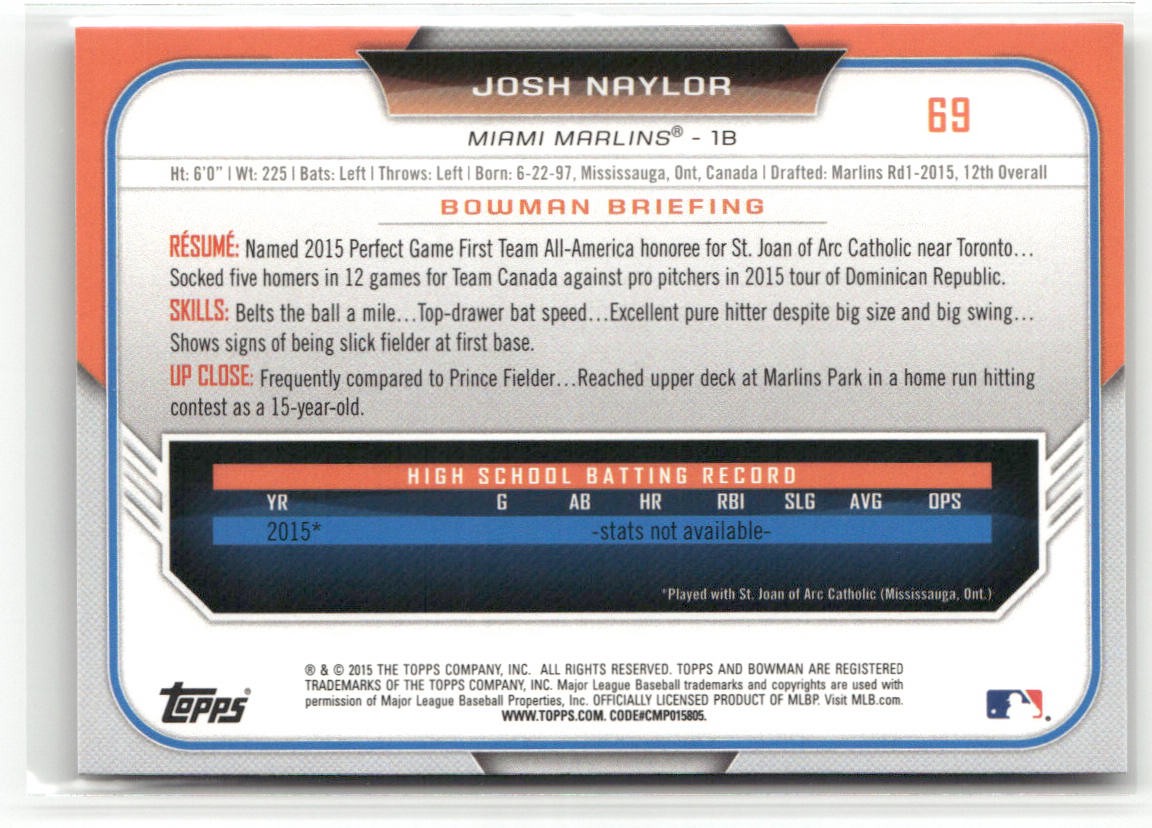 JOSH NAYLOR
69
MIAMI MARLINS® - 1B
Ht: 6'0" | Wt: 225 | Bats: Left | Throws: Left | Born: 6-22-97, Mississauga, Ont, Canada | Drafted: Marlins Rd1-2015, 12th Overall
BOWMAN BRIEFING
RÉSUMÉ: Named 2015 Perfect Game First Team All-America honoree for St. Joan of Arc Catholic near Toronto...
Socked five homers in 12 games for Team Canada against pro pitchers in 2015 tour of Dominican Republic.
SKILLS: Belts the ball a mile...Top-drawer bat speed...Excellent pure hitter despite big size and big swing...
Shows signs of being slick fielder at first base.
UP CLOSE: Frequently compared to Prince Fielder...Reached upper deck at Marlins Park in a home run hitting
contest as a 15-year-old.
HIGH SCHOOL BATTING RECORD
YR G AB HR RBI SLG AVG OPS
2015* -stats not available-
*Played with St. Joan of Arc Catholic (Mississauga, Ont.)
® & © 2015 THE TOPPS COMPANY, INC. ALL RIGHTS RESERVED. TOPPS AND BOWMAN ARE REGISTERED
TRADEMARKS OF THE TOPPS COMPANY, INC. Major League Baseball trademarks and copyrights are used with
permission of Major League Baseball Properties, Inc. OFFICIALLY LICENSED PRODUCT OF MLBP. Visit MLB.com.
WWW.TOPPS.COM. CODE#CMP015805.
TOPPS®